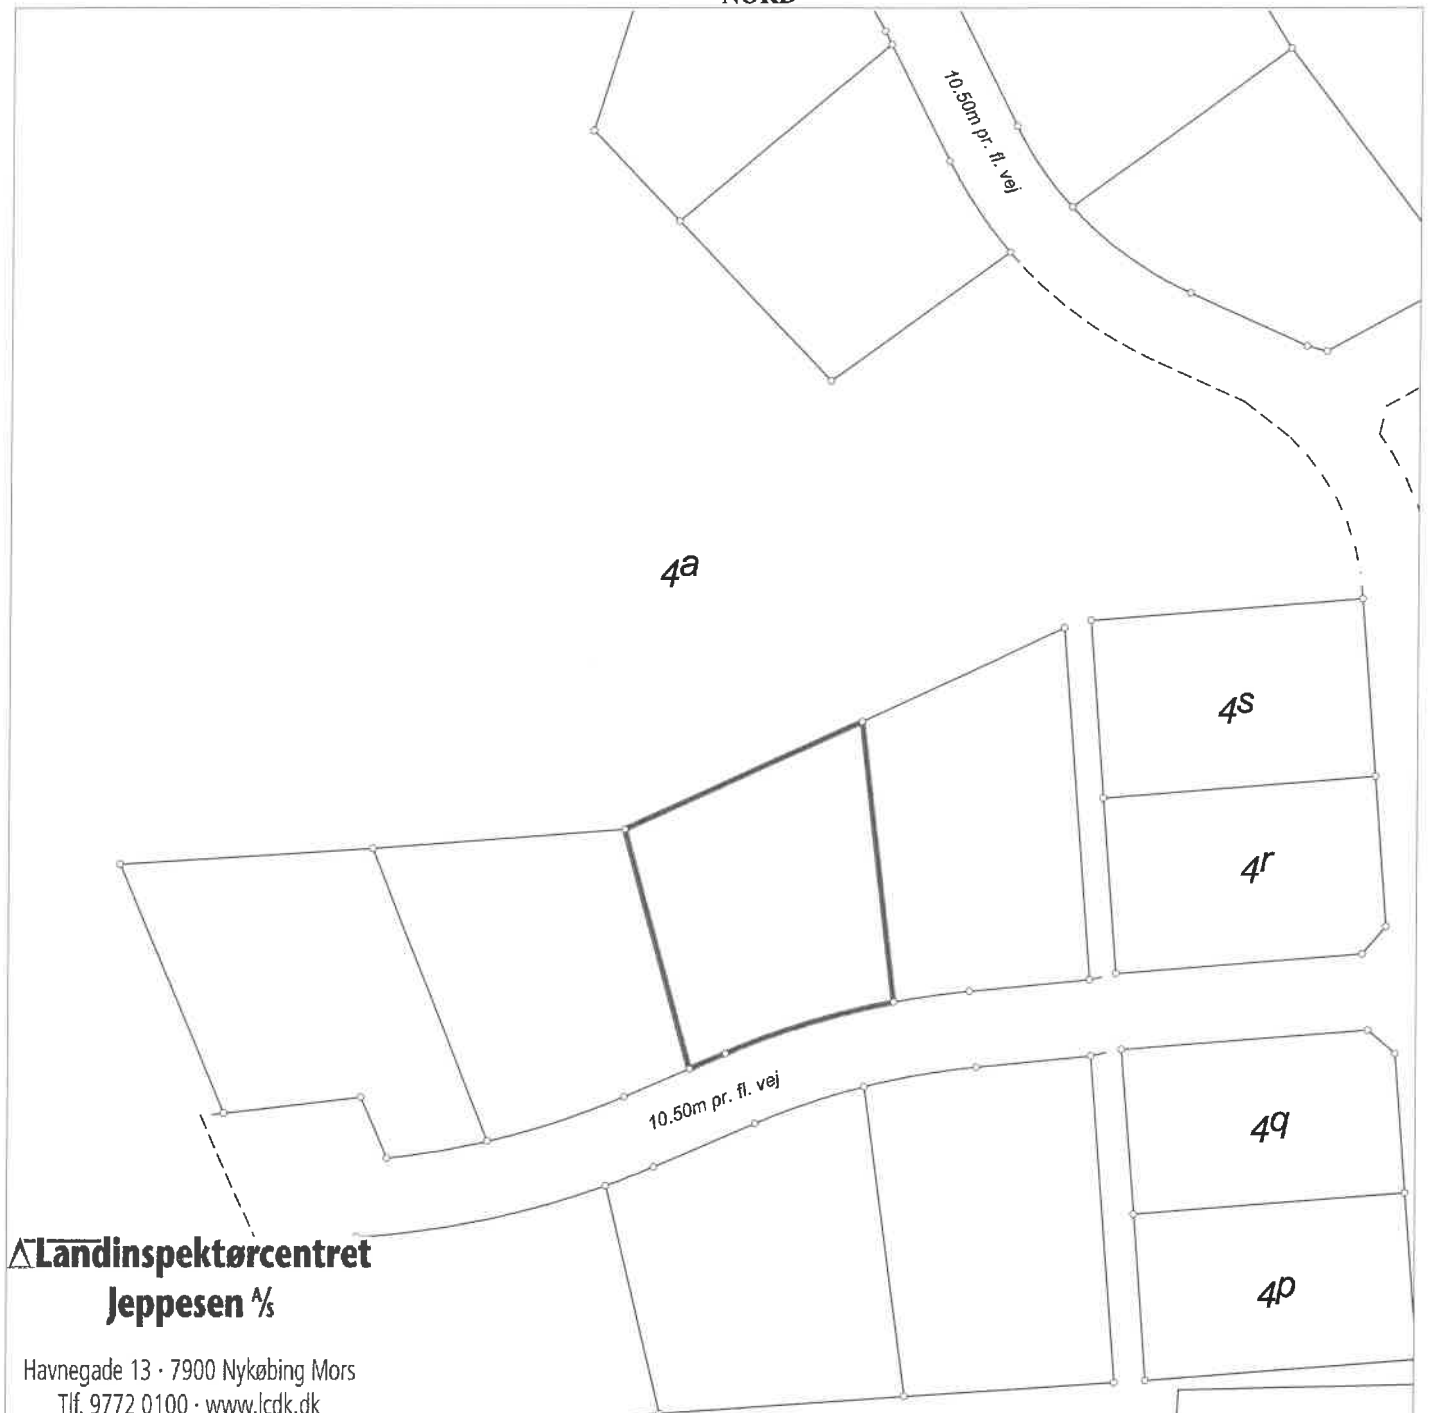 NORD
10.50m pr. fl. vej
4a
4s
4r
10.50m pr. fl. vej
4q
4p
Landinspektørcentret
Jeppesen A/s
Havnegade 13 · 7900 Nykøbing Mors
Tlf. 9772 0100 · www.lcdk.dk